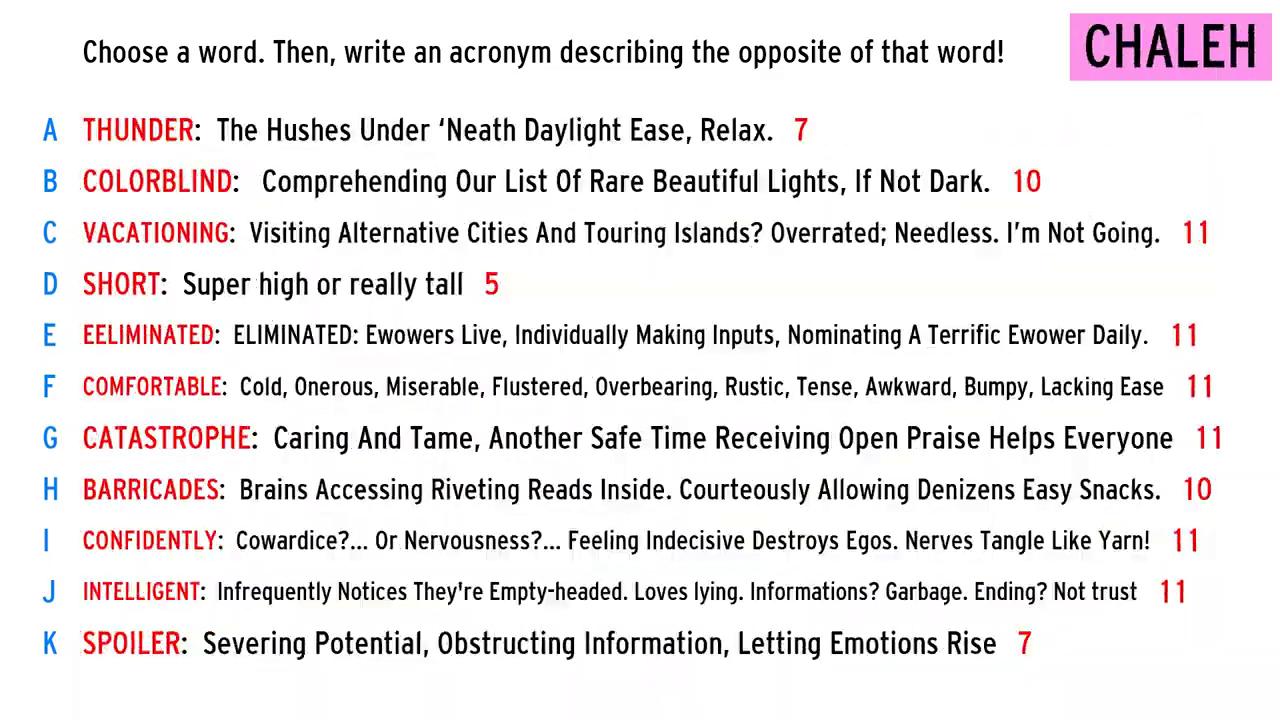 Choose a word. Then, write an acronym describing the opposite of that word!
CHALEH
A THUNDER: The Hushes Under ‘Neath Daylight Ease, Relax. 7
B COLORBLIND: Comprehending Our List Of Rare Beautiful Lights, If Not Dark. 10
C VACATIONING: Visiting Alternative Cities And Touring Islands? Overrated; Needless. I’m Not Going. 11
D SHORT: Super high or really tall 5
E EELIMINATED: ELIMINATED: Ewowers Live, Individually Making Inputs, Nominating A Terrific Ewower Daily. 11
F COMFORTABLE: Cold, Onerous, Miserable, Flustered, Overbearing, Rustic, Tense, Awkward, Bumpy, Lacking Ease 11
G CATASTROPHE: Caring And Tame, Another Safe Time Receiving Open Praise Helps Everyone 11
H BARRICADES: Brains Accessing Riveting Reads Inside. Courteously Allowing Denizens Easy Snacks. 10
I CONFIDENTLY: Cowardice?... Or Nervousness?... Feeling Indecisive Destroys Egos. Nerves Tangle Like Yarn! 11
J INTELLIGENT: Infrequently Notices They're Empty-headed. Loves lying. Informations? Garbage. Ending? Not trust 11
K SPOILER: Severing Potential, Obstructing Information, Letting Emotions Rise 7